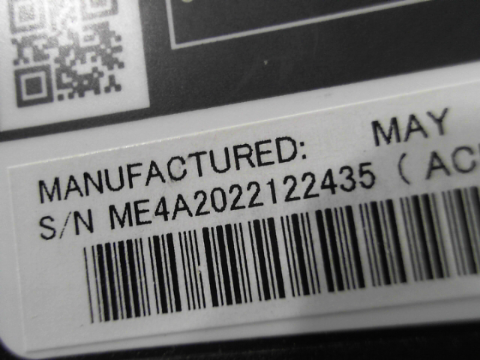 MANUFACTURED: MAY
S/N ME4A2022122435 ( AC